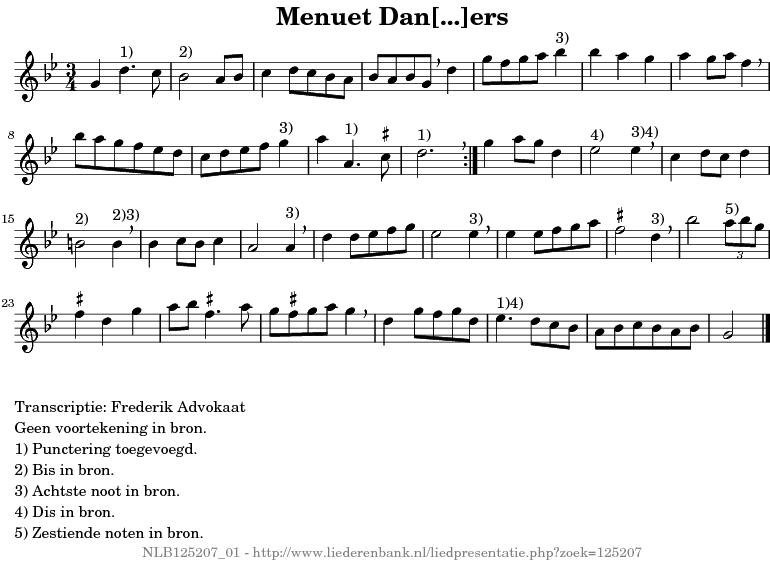 Menuet Dan[...]ers
1) 2) 3)
8 3) 1) 1) 4) 3)4)
15 2) 2)3) 3) 3) 3) 5) 3
23 1)4)
Transcriptie: Frederik Advokaat
Geen voortekening in bron.
1) Punctering toegevoegd.
2) Bis in bron.
3) Achtste noot in bron.
4) Dis in bron.
5) Zestiende noten in bron.
NLB125207_01 - http://www.liederenbank.nl/liedpresentatie.php?zoek=125207